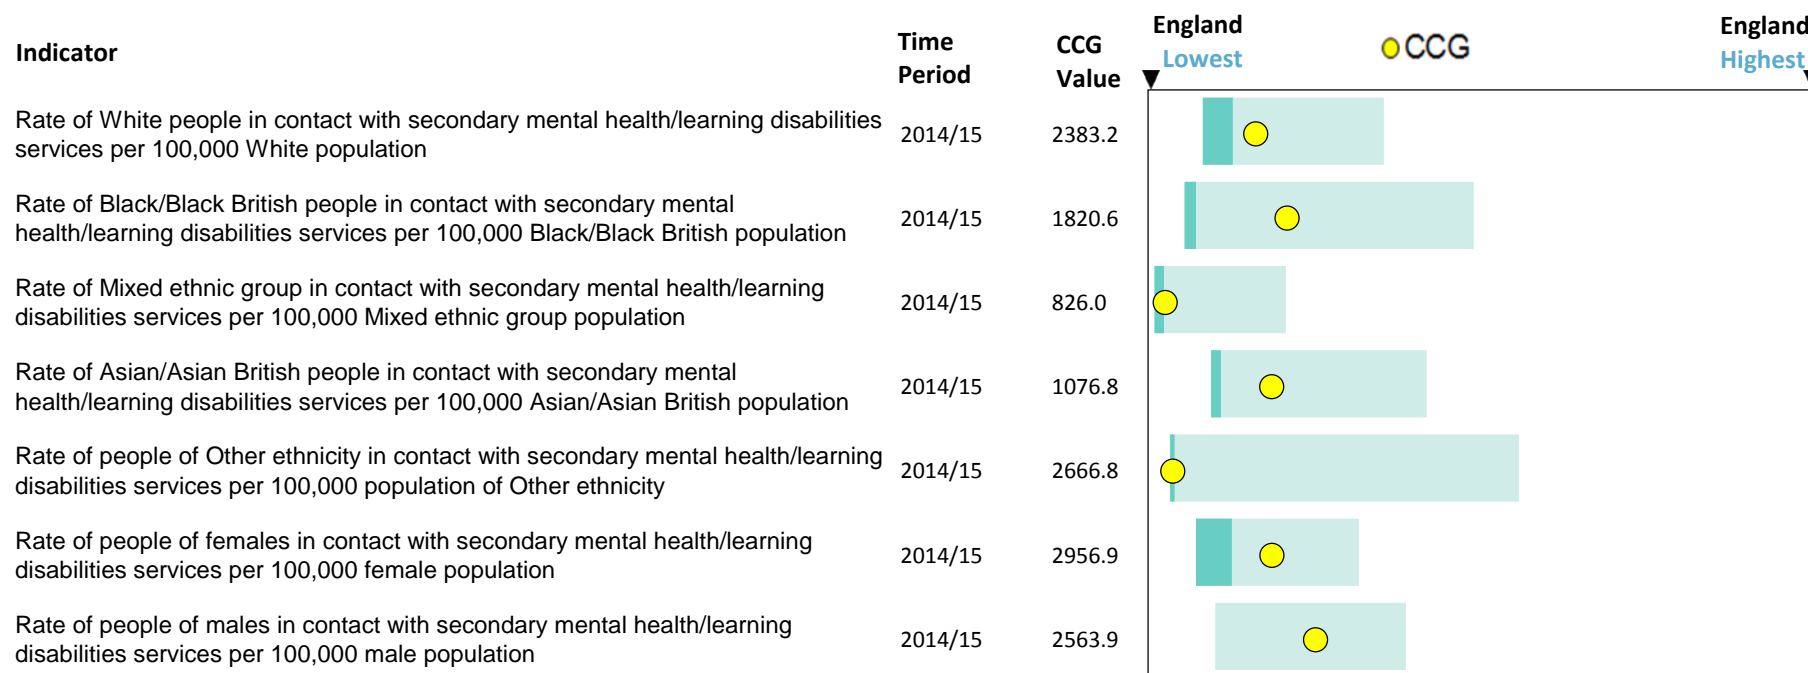 Indicator
Time
Period
CCG
Value
England
Lowest
CCG
England
Highest
Rate of White people in contact with secondary mental health/learning disabilities
services per 100,000 White population
2014/15
2383.2
Rate of Black/Black British people in contact with secondary mental
health/learning disabilities services per 100,000 Black/Black British population
2014/15
1820.6
Rate of Mixed ethnic group in contact with secondary mental health/learning
disabilities services per 100,000 Mixed ethnic group population
2014/15
826.0
Rate of Asian/Asian British people in contact with secondary mental
health/learning disabilities services per 100,000 Asian/Asian British population
2014/15
1076.8
Rate of people of Other ethnicity in contact with secondary mental health/learning
disabilities services per 100,000 population of Other ethnicity
2014/15
2666.8
Rate of people of females in contact with secondary mental health/learning
disabilities services per 100,000 female population
2014/15
2956.9
Rate of people of males in contact with secondary mental health/learning
disabilities services per 100,000 male population
2014/15
2563.9